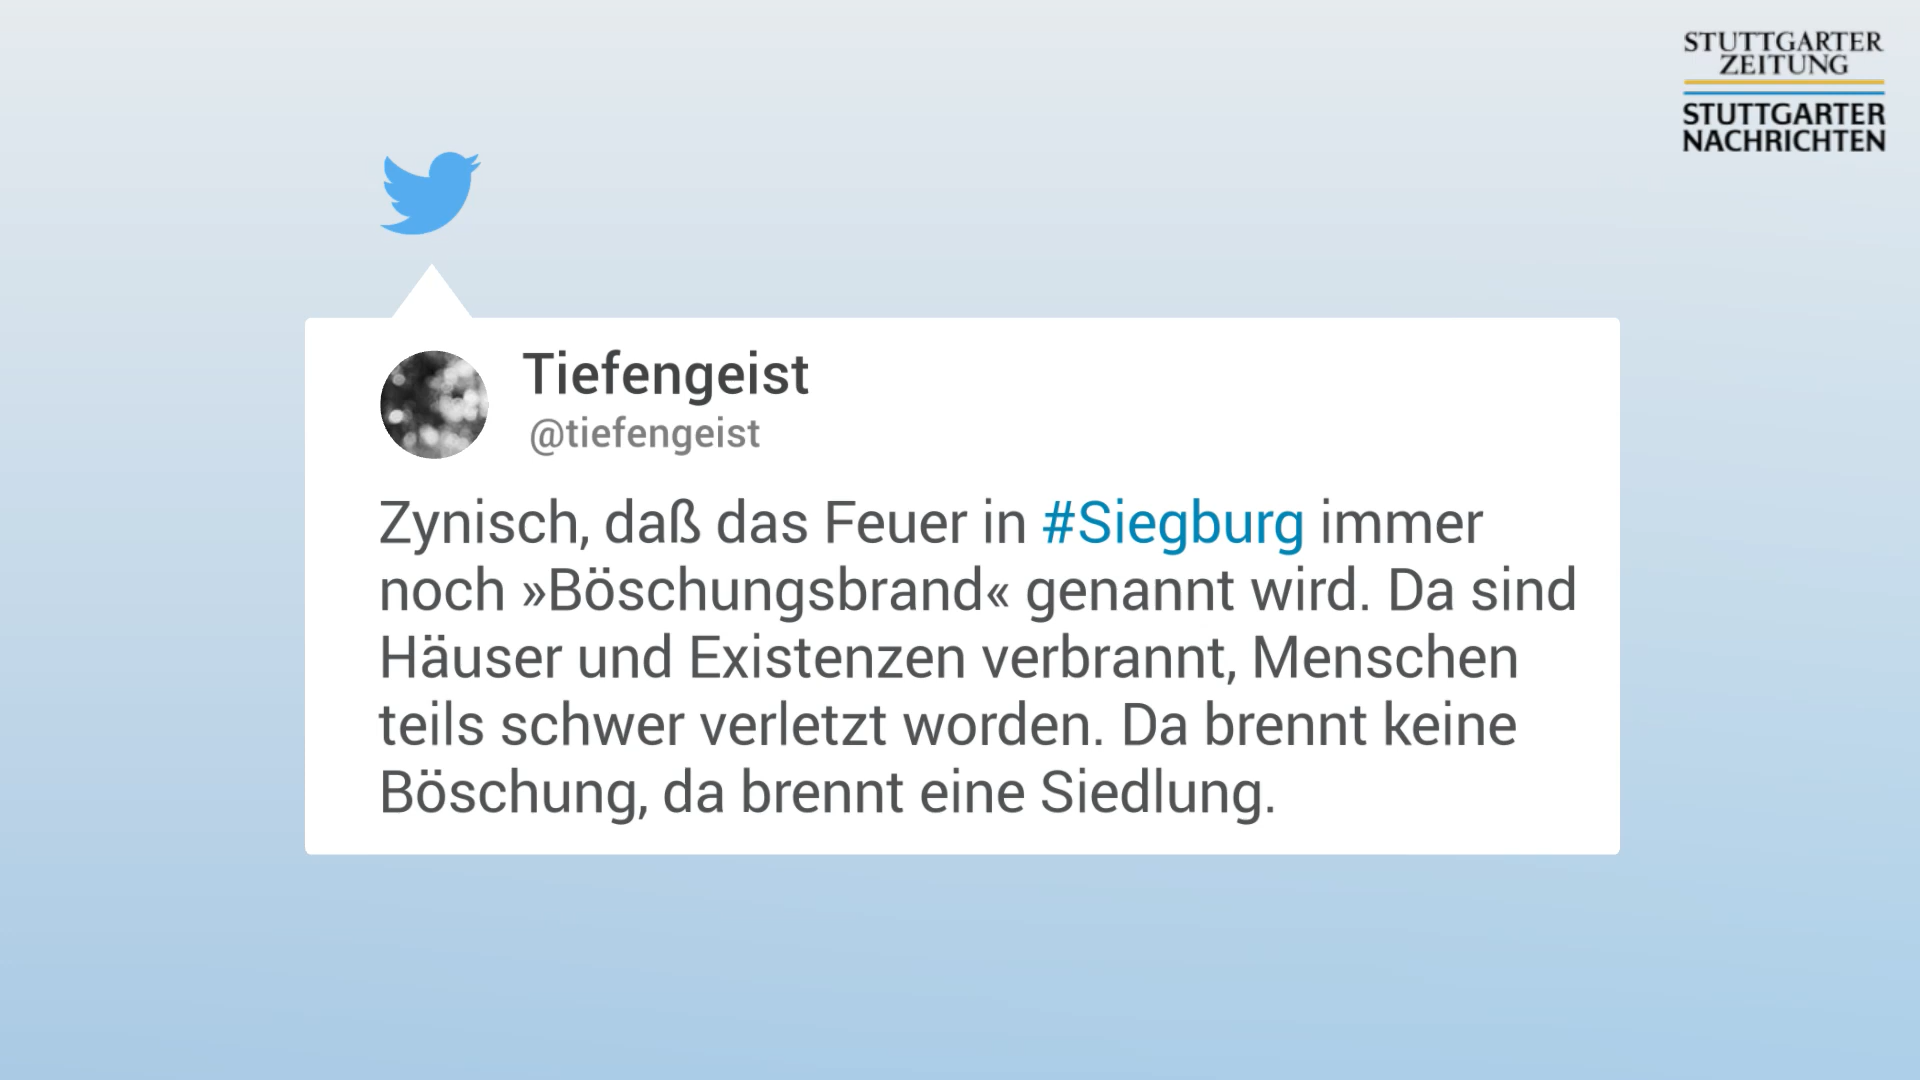 STUTTGARTER
ZEITUNG
STUTTGARTER
NACHRICHTEN
Tiefengeist
@tiefengeist
Zynisch, daß das Feuer in #Siegburg immer
noch »Böschungsbrand« genannt wird. Da sind
Häuser und Existenzen verbrannt, Menschen
teils schwer verletzt worden. Da brennt keine
Böschung, da brennt eine Siedlung.